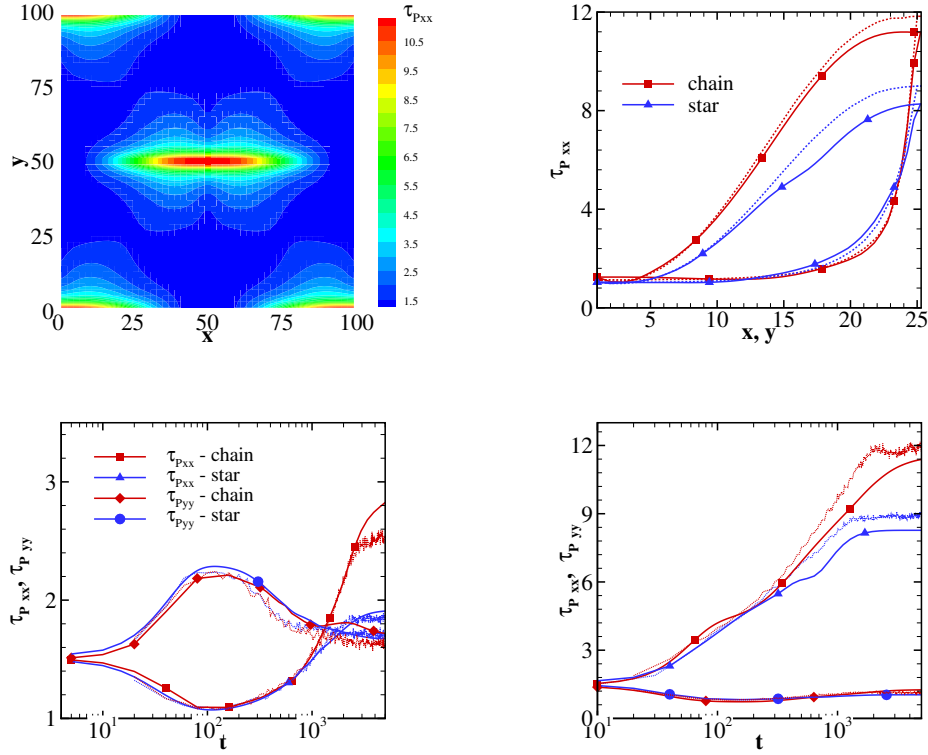 100
75
y
50
25
0
0
25
50
75
100
x
τPxx
10.5
9.5
8.5
7.5
6.5
5.5
4.5
3.5
2.5
1.5
12
8
4
0
τP xx
chain
star
5
10
15
20
25
x, y
3
2
1
τP xx, τP yy
τPxx - chain
τPxx - star
τPyy - chain
τPyy - star
10¹
10²
10³
t
15
12
9
6
3
0
τP xx, τP yy
10¹
10²
10³
t